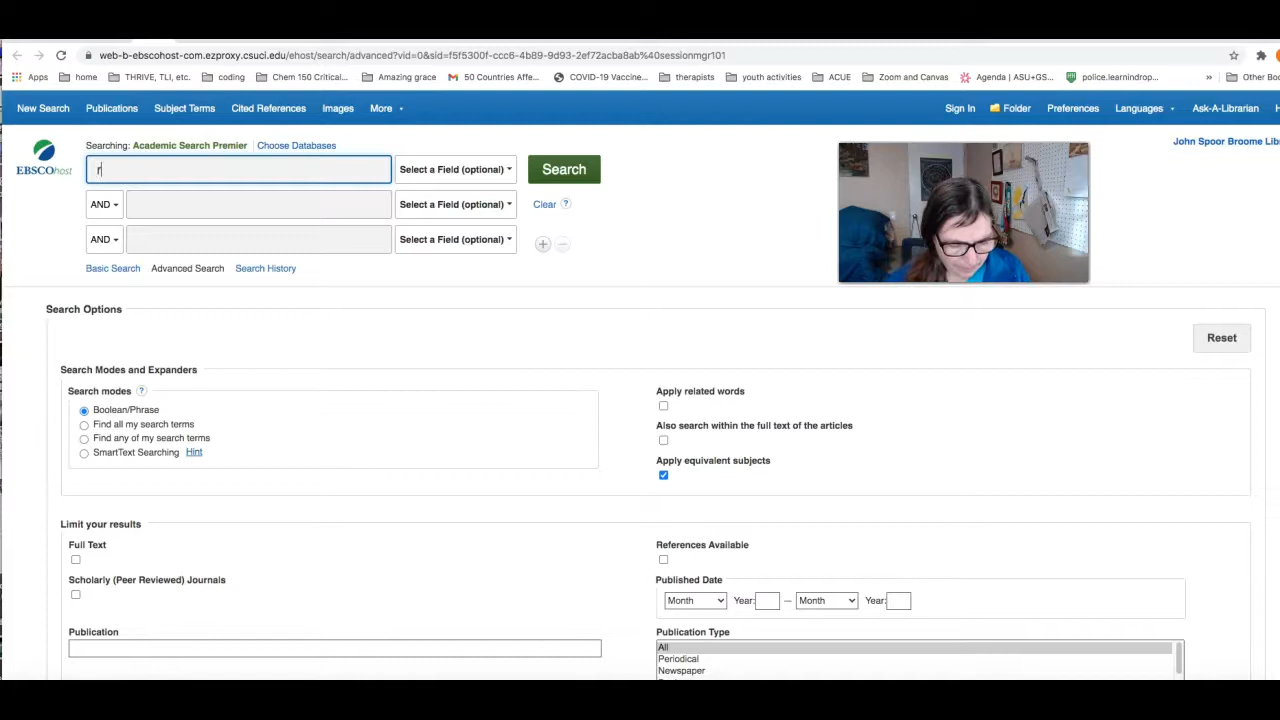 web-b-ebscohost-com.ezproxy.csuci.edu/ehost/search/advanced?vid=0&sid=f5f5300f-ccc6-4b89-9d93-2ef72acba8ab%40sessionmgr101
Apps home THRIVE, TLI, etc. coding Chem 150 Critical... Amazing grace 50 Countries Affe... COVID-19 Vaccine... therapists youth activities ACUE Zoom and Canvas Agenda | ASU+GS... police.learndrop... » Other Boo
New Search Publications Subject Terms Cited References Images More Sign In Folder Preferences Languages Ask-A-Librarian H
EBSCOhost
Searching: Academic Search Premier Choose Databases
John Spoor Broome Lib
r Select a Field (optional) Search
AND Select a Field (optional) Clear ?
AND Select a Field (optional) + −
Basic Search Advanced Search Search History
Search Options
Reset
Search Modes and Expanders
Search modes ?
Boolean/Phrase
Find all my search terms
Find any of my search terms
SmartText Searching Hint
Apply related words
Also search within the full text of the articles
Apply equivalent subjects
Limit your results
Full Text
References Available
Scholarly (Peer Reviewed) Journals
Published Date
Month Year: — Month Year:
Publication
Publication Type
All
Periodical
Newspaper